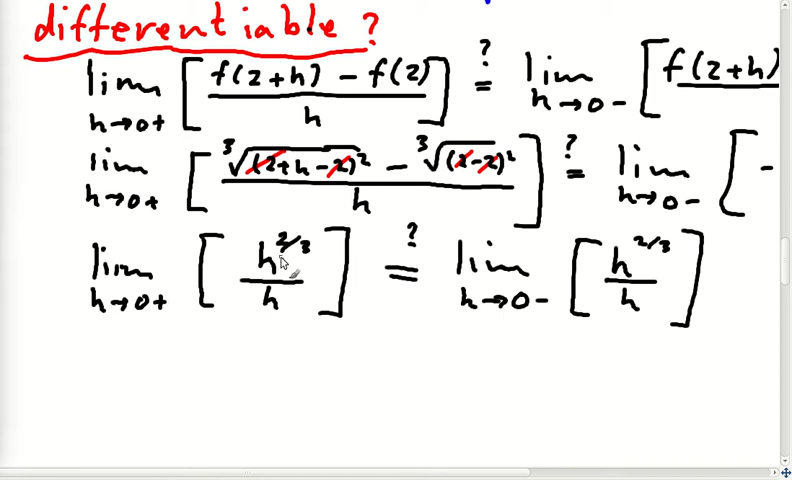 differentiable?
lim h→0+ [ f(2+h) - f(2) / h ] ?= lim h→0- [ f(2+h)
lim h→0+ [ ∛(2+h-2)² - ∛(2-2)² / h ] ?= lim h→0- [ -
lim h→0+ [ h^2/3 / h ] ?= lim h→0- [ h^2/3 / h ]